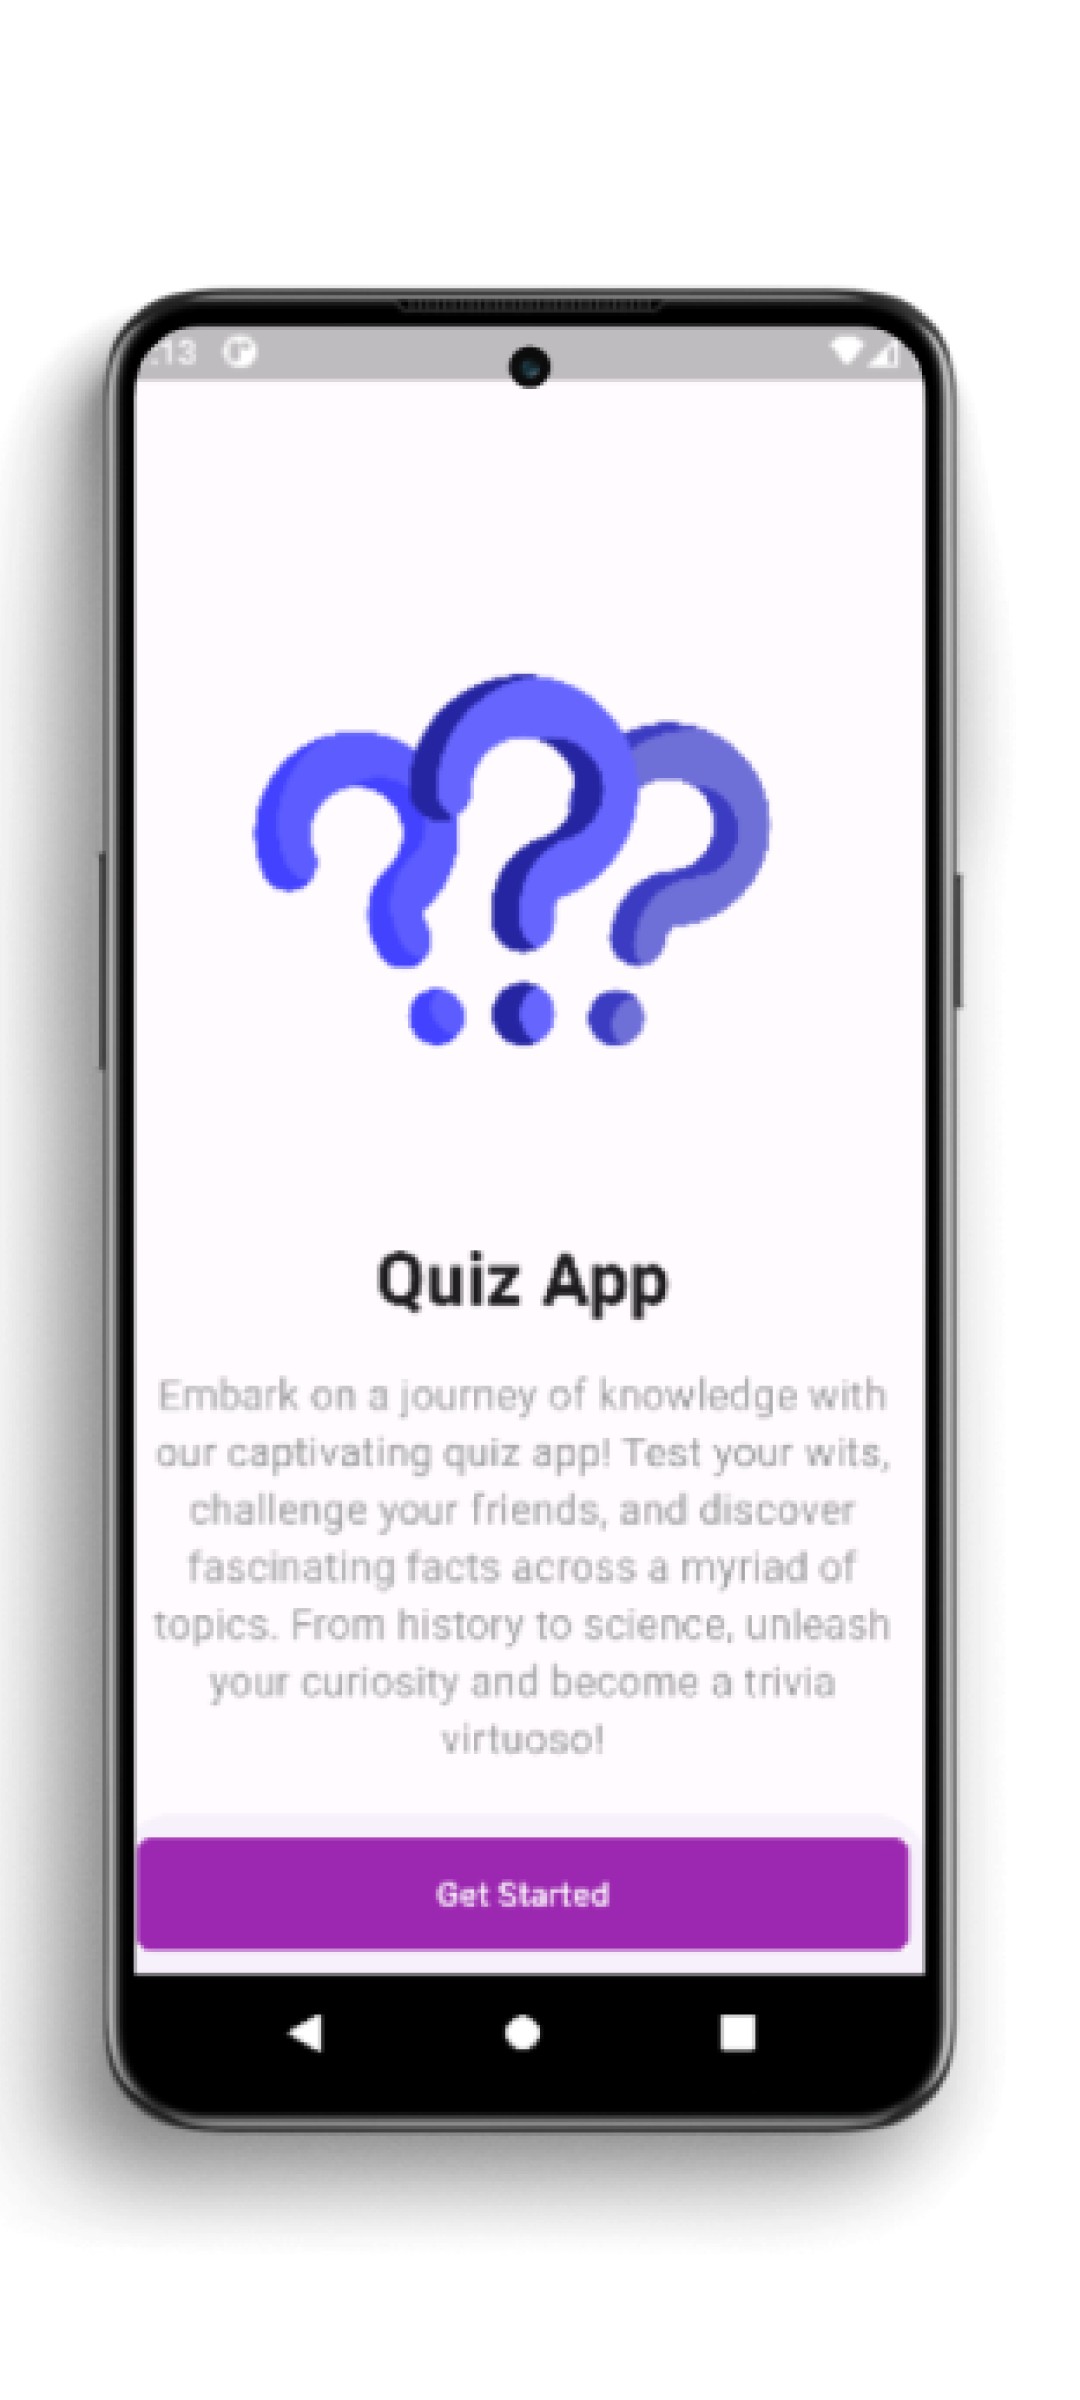 :13
Quiz App
Embark on a journey of knowledge with
our captivating quiz app! Test your wits,
challenge your friends, and discover
fascinating facts across a myriad of
topics. From history to science, unleash
your curiosity and become a trivia
virtuoso!
Get Started